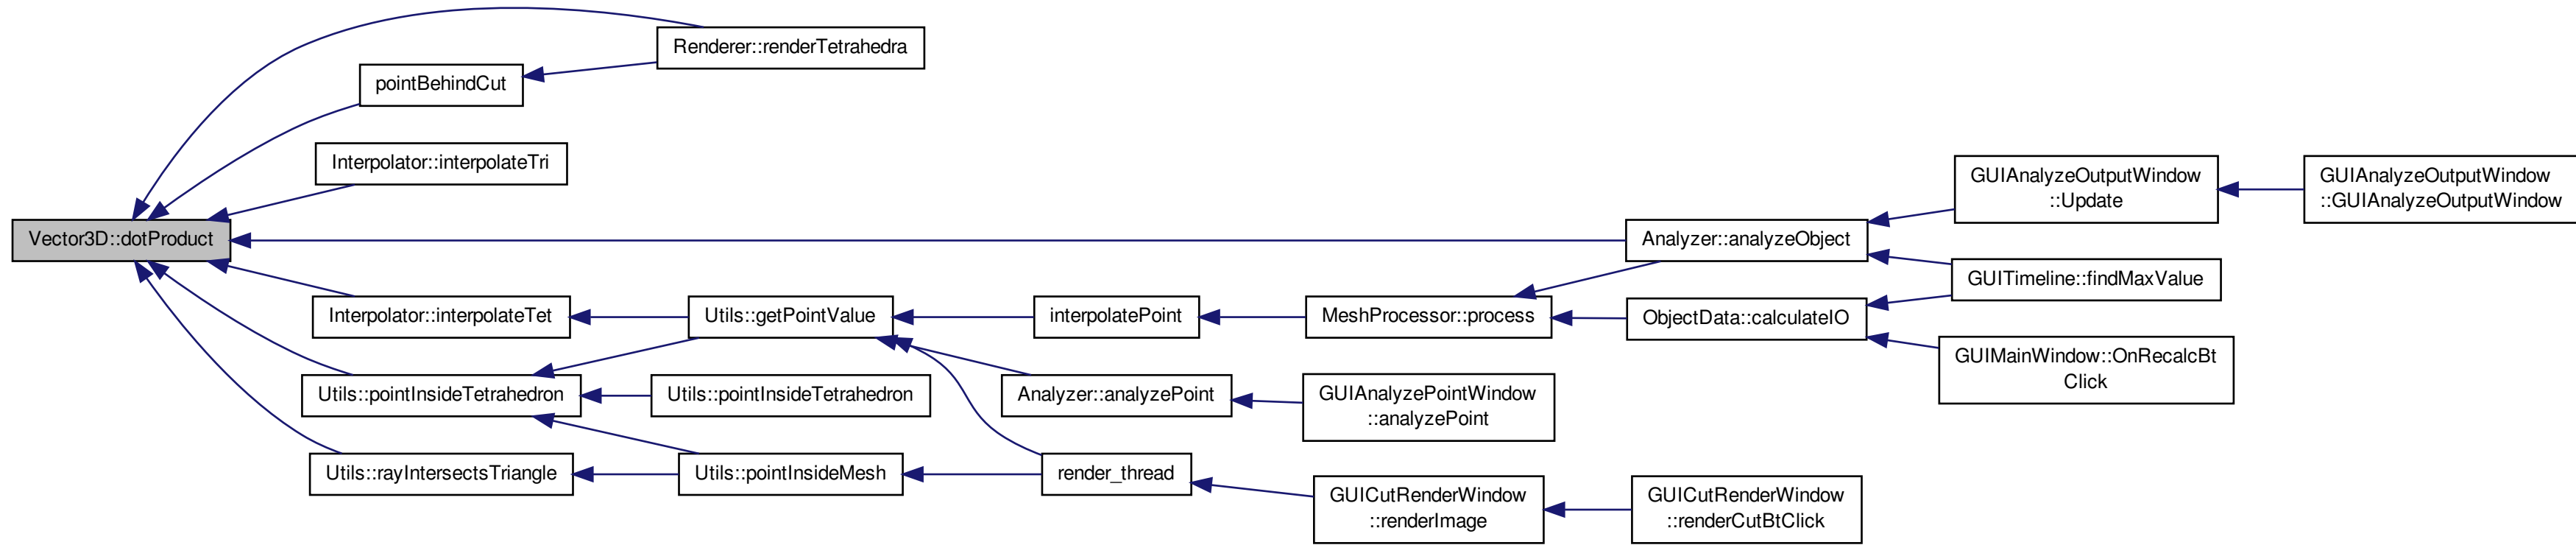 Renderer::renderTetrahedra
pointBehindCut
Interpolator::interpolateTri
Vector3D::dotProduct
Analyzer::analyzeObject
GUIAnalyzeOutputWindow
::Update
GUIAnalyzeOutputWindow
::GUIAnalyzeOutputWindow
GUITimeline::findMaxValue
Interpolator::interpolateTet
Utils::getPointValue
interpolatePoint
MeshProcessor::process
ObjectData::calculateIO
GUIMainWindow::OnRecalcBt
Click
Utils::pointInsideTetrahedron
Utils::pointInsideTetrahedron
Analyzer::analyzePoint
GUIAnalyzePointWindow
::analyzePoint
Utils::rayIntersectsTriangle
Utils::pointInsideMesh
render_thread
GUICutRenderWindow
::renderImage
GUICutRenderWindow
::renderCutBtClick